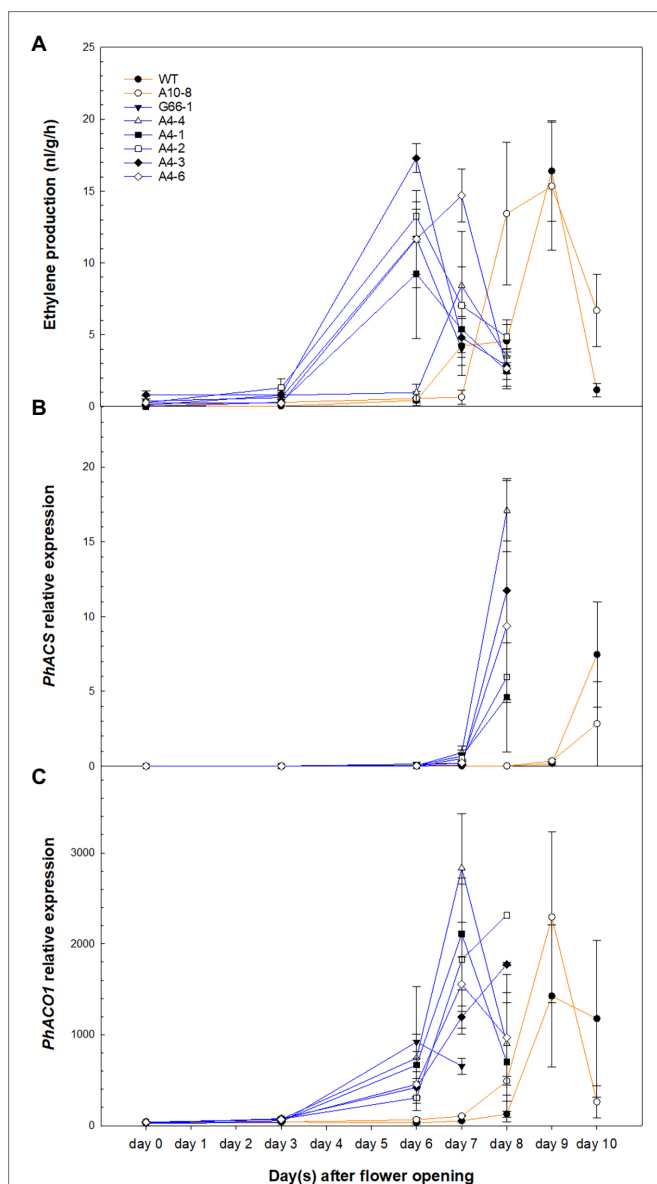 A
Ethylene production (nl/g/h)
25
20
15
10
5
0
WT
A10-8
G66-1
A4-4
A4-1
A4-2
A4-3
A4-6
B
PhACS relative expression
20
15
10
5
0
C
PhACO1 relative expression
3000
2000
1000
0
day 0 day 1 day 2 day 3 day 4 day 5 day 6 day 7 day 8 day 9 day 10
Day(s) after flower opening